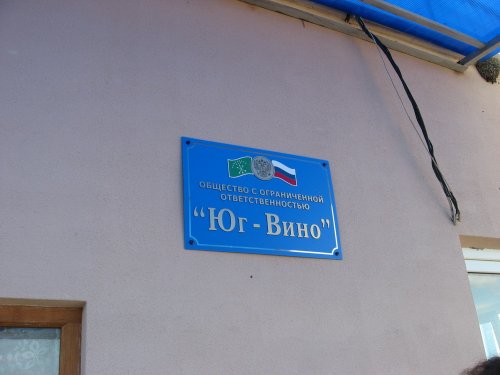 ОБЩЕСТВО С ОГРАНИЧЕННОЙ
ОТВЕТСТВЕННОСТЬЮ
“Юг - Вино”